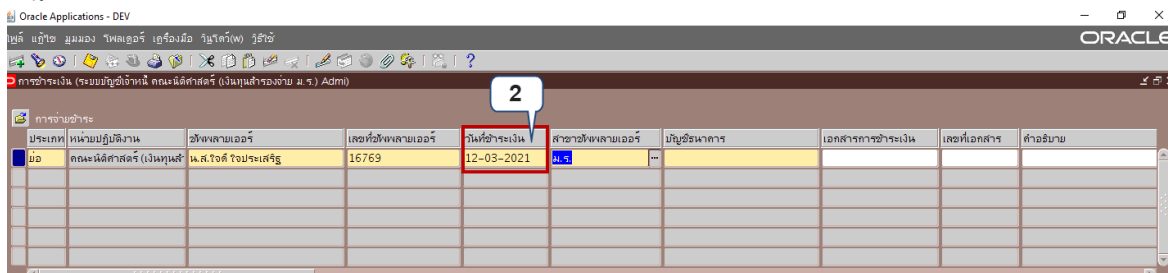 Oracle Applications - DEV
ไฟล์ แก้ไข มุมมอง โฟลเดอร์ เครื่องมือ วินโดว์(w) วิธีใช้
ORACLE
การชำระเงิน (ระบบบัญชีเจ้าหนี้ คณะนิติศาสตร์ (เงินทุนสำรองจ่าย ม.ร.) Admi)
2
การจ่ายชำระ
ประเภท หน่วยปฏิบัติงาน ซัพพลายเออร์ เลขที่ซัพพลายเออร์ วันที่ชำระเงิน สาขาซัพพลายเออร์ บัญชีธนาคาร เอกสารการชำระเงิน เลขที่เอกสาร คำอธิบาย
ย่อ คณะนิติศาสตร์ (เงินทุนสำ น.ส.ใจดี ใจประเสริฐ 16769 12-03-2021 ม.ร. ...